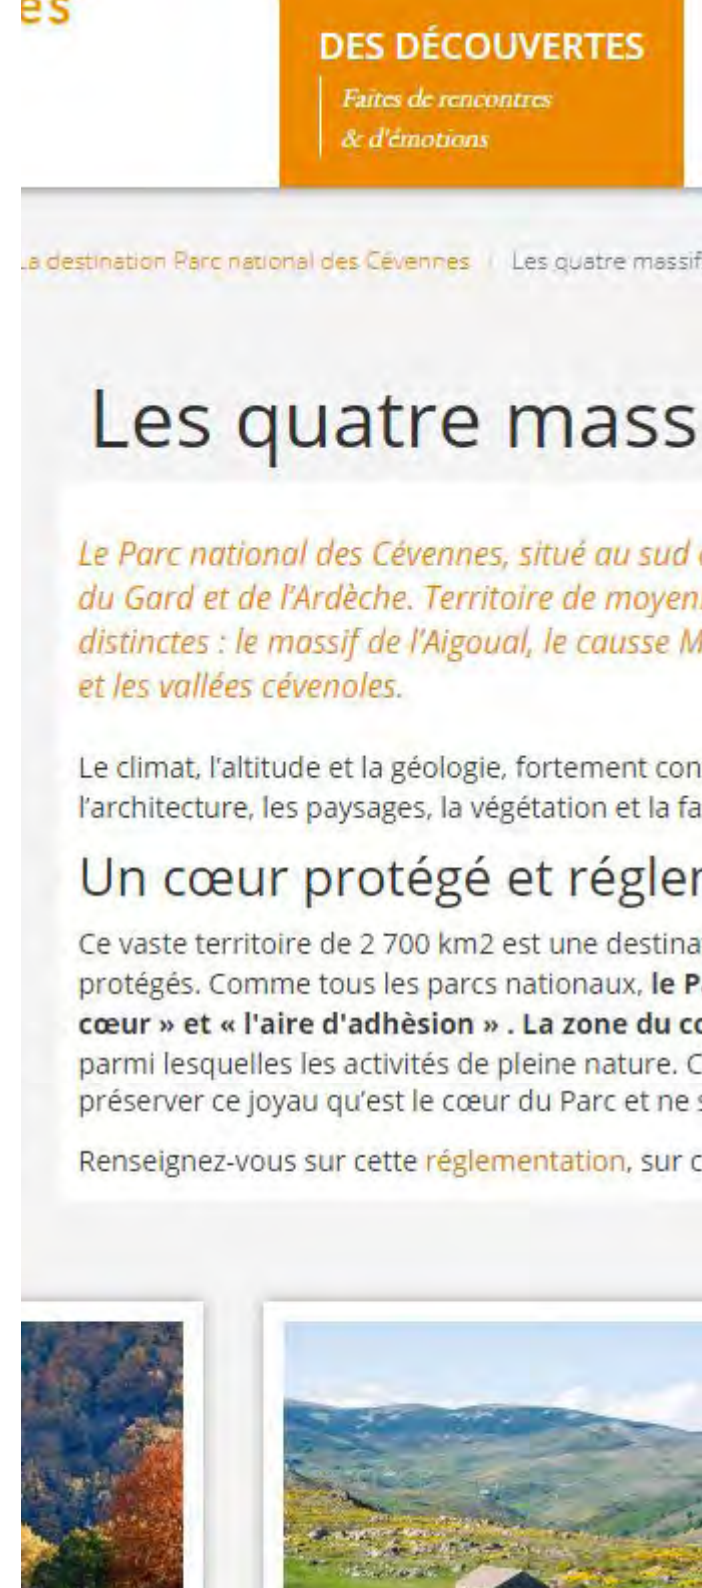 es
DES DÉCOUVERTES
Faites de rencontres
& d'émotions
La destination Parc national des Cévennes | Les quatre massif
Les quatre mass
Le Parc national des Cévennes, situé au sud
du Gard et de l'Ardèche. Territoire de moyen
distinctes : le massif de l'Aigoual, le causse M
et les vallées cévenoles.
Le climat, l'altitude et la géologie, fortement con
l'architecture, les paysages, la végétation et la fa
Un cœur protégé et régle
Ce vaste territoire de 2 700 km2 est une destina
protégés. Comme tous les parcs nationaux, le P
cœur » et « l'aire d'adhèsion » . La zone du c
parmi lesquelles les activités de pleine nature. C
préserver ce joyau qu'est le cœur du Parc et ne s
Renseignez-vous sur cette réglementation, sur c